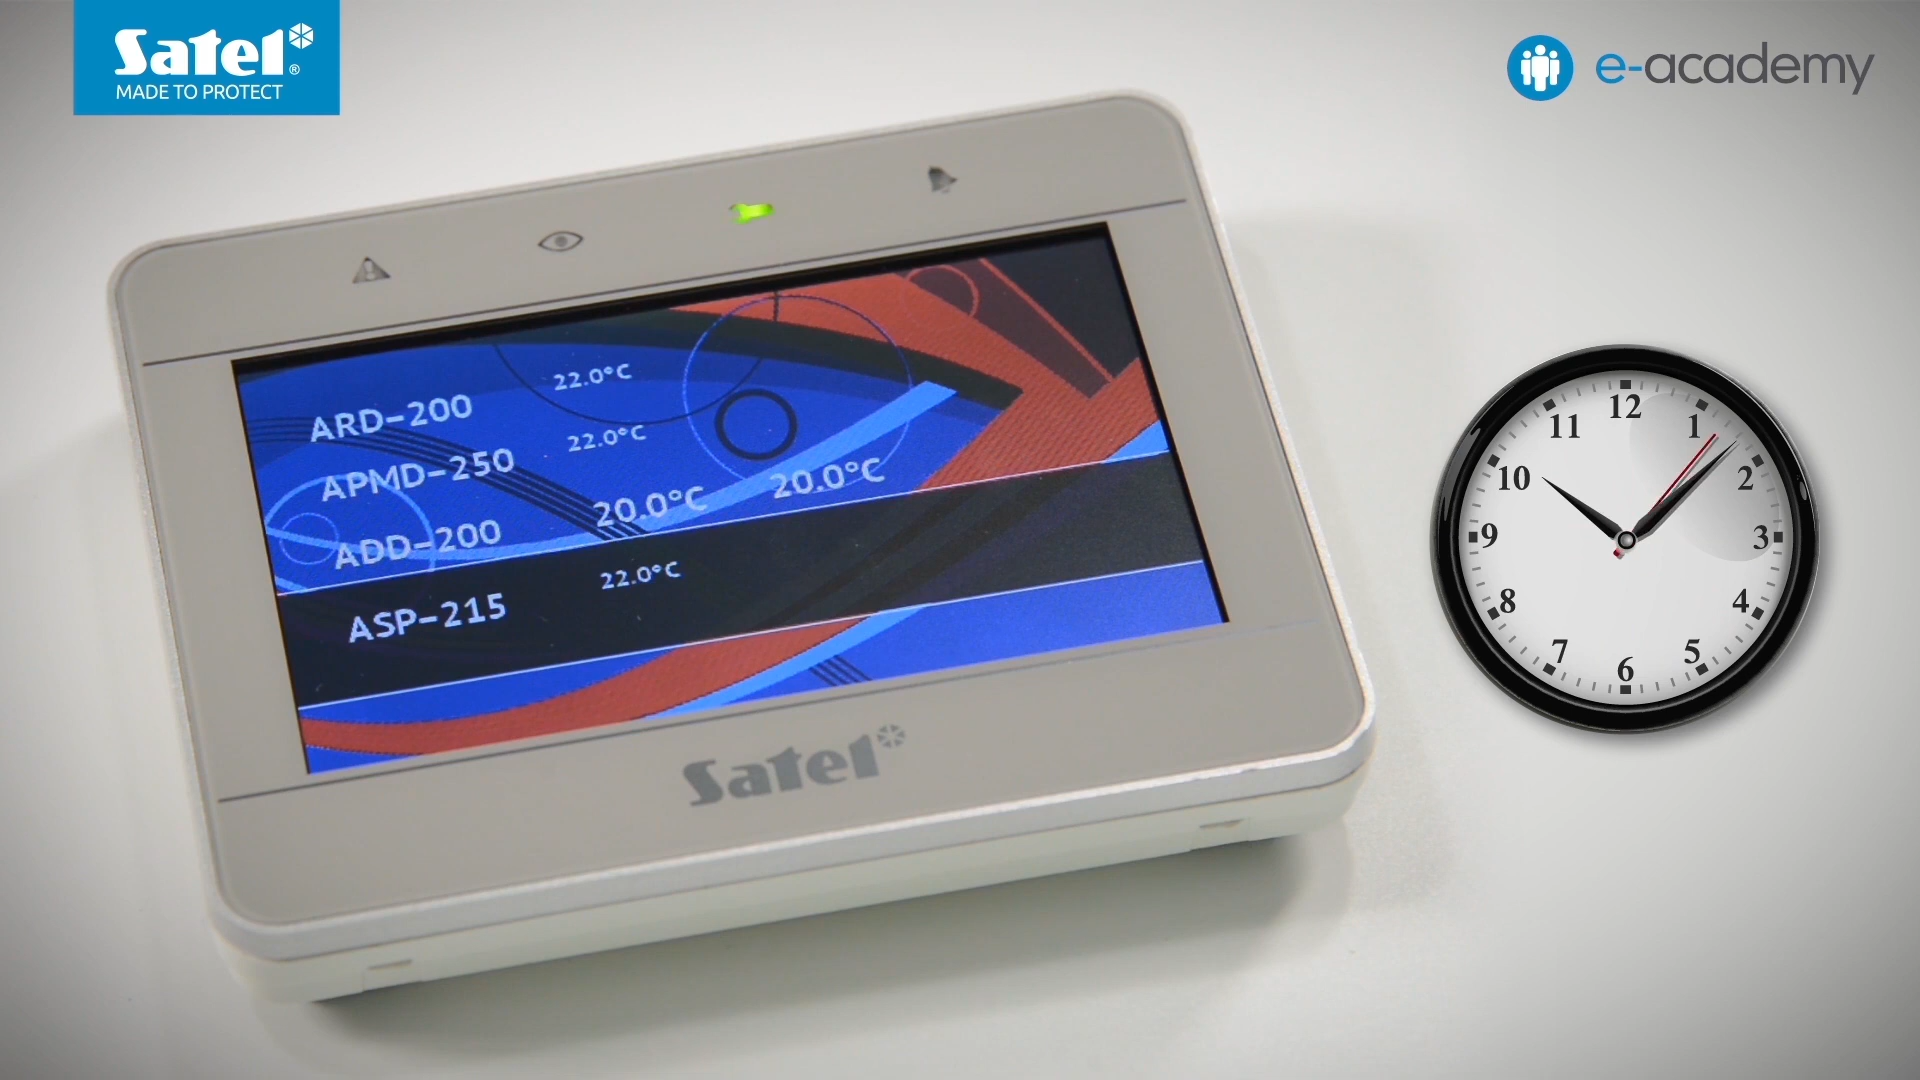 Satel®
MADE TO PROTECT
e-academy
ARD-200 22.0°C
APMD-250 22.0°C
ADD-200 20.0°C 20.0°C
ASP-215 22.0°C
Satel
12
1
2
3
4
5
6
7
8
9
10
11